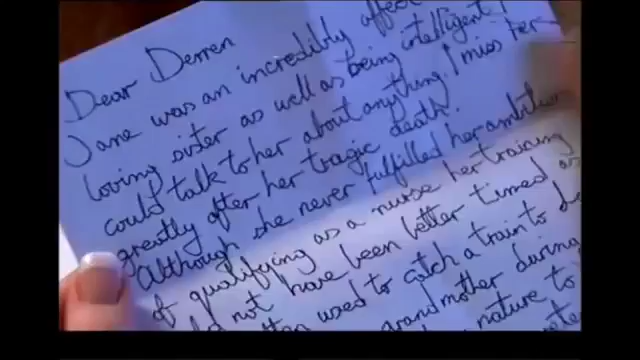 Dear Derren
Jane was an incredibly
loving sister as well as being intelligent. I
could talk to her about anything. I miss her
greatly after her tragic death.
Although she never fulfilled her ambition
of qualifying as a nurse her training
not have been better timed as
used to catch a train to
grandmother during
nature to